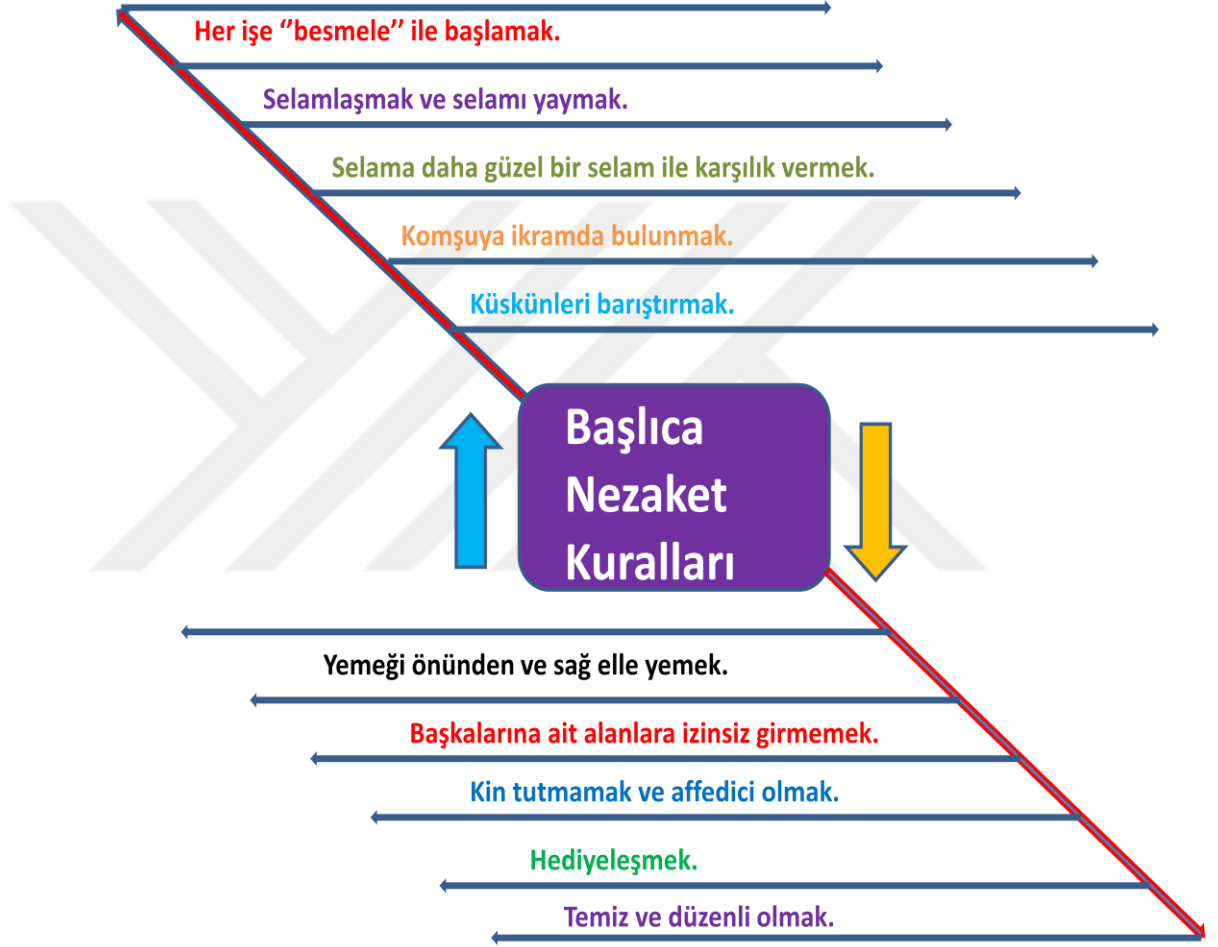 Her işe ‘’besmele’’ ile başlamak.
Selamlaşmak ve selamı yaymak.
Selama daha güzel bir selam ile karşılık vermek.
Komşuya ikramda bulunmak.
Küskünleri barıştırmak.
Başlıca
Nezaket
Kuralları
Yemeği önünden ve sağ elle yemek.
Başkalarına ait alanlara izinsiz girmemek.
Kin tutmamak ve affedici olmak.
Hediyeleşmek.
Temiz ve düzenli olmak.